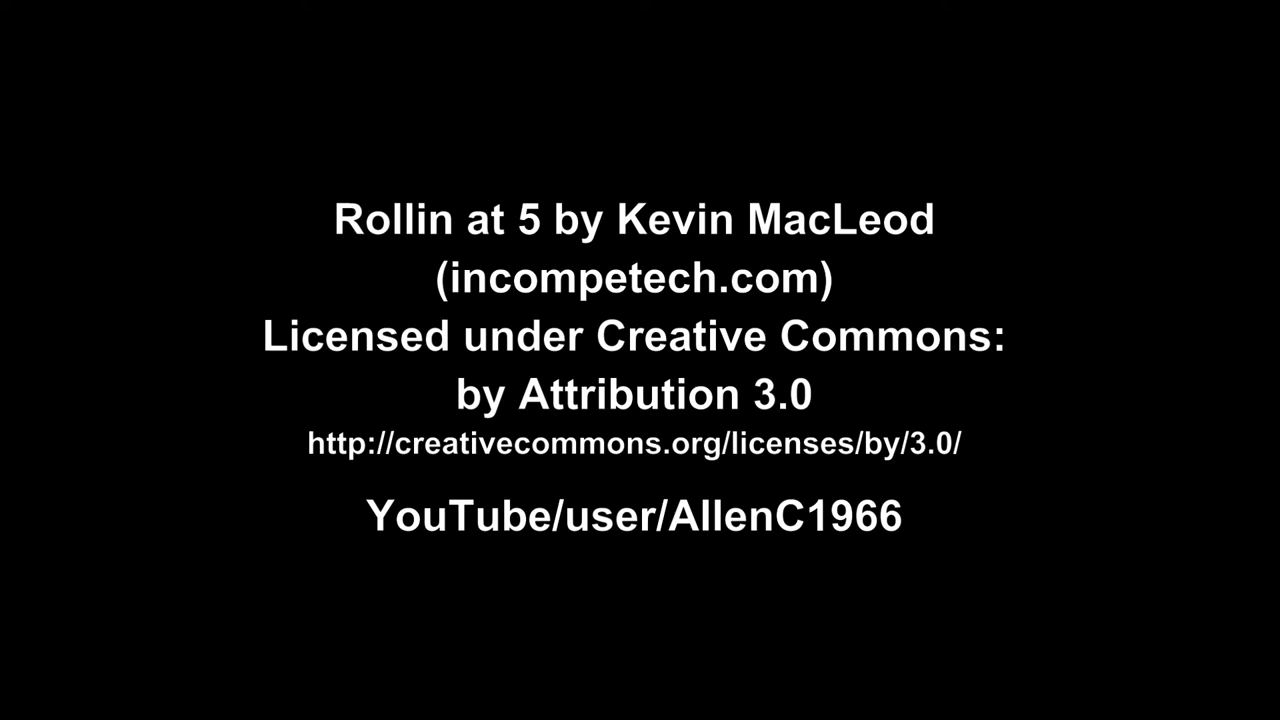 Rollin at 5 by Kevin MacLeod
(incompetech.com)
Licensed under Creative Commons:
by Attribution 3.0
http://creativecommons.org/licenses/by/3.0/
YouTube/user/AllenC1966